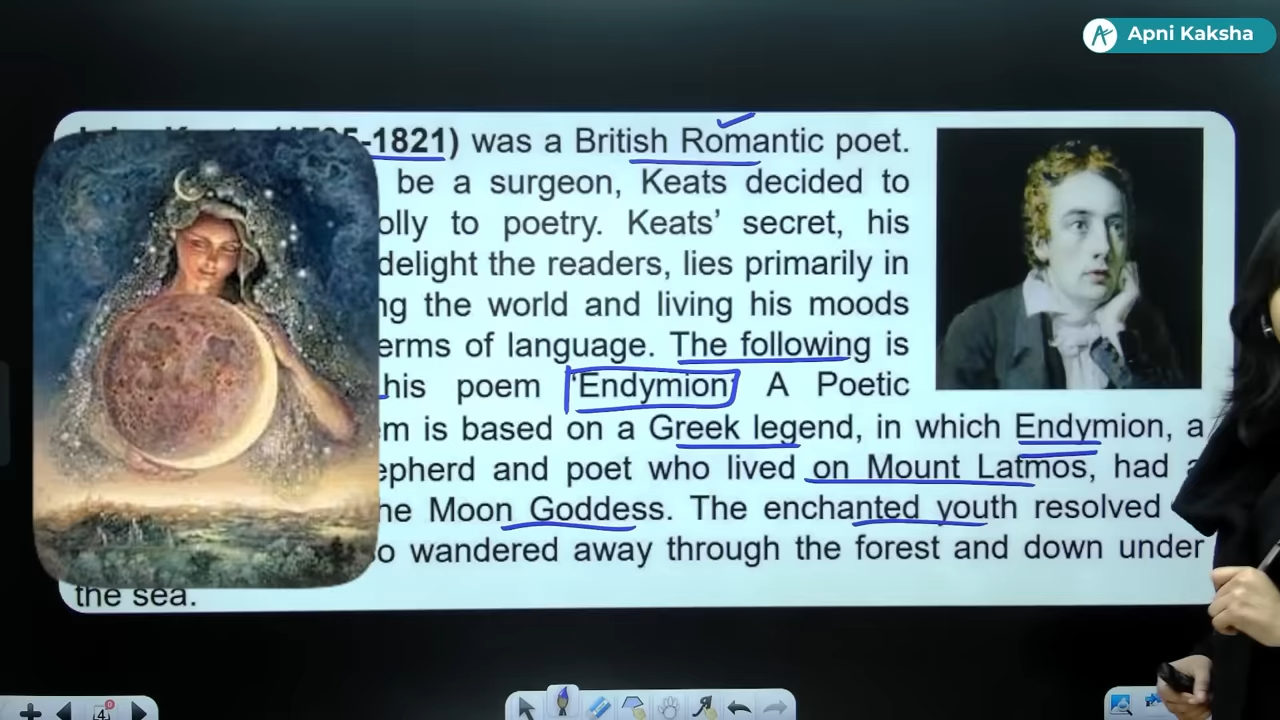 Apni Kaksha
-1821) was a British Romantic poet.
be a surgeon, Keats decided to
olly to poetry. Keats' secret, his
delight the readers, lies primarily in
ng the world and living his moods
erms of language. The following is
his poem 'Endymion' A Poetic
em is based on a Greek legend, in which Endymion, a
epherd and poet who lived on Mount Latmos, had a
he Moon Goddess. The enchanted youth resolved
o wandered away through the forest and down under
the sea.
4